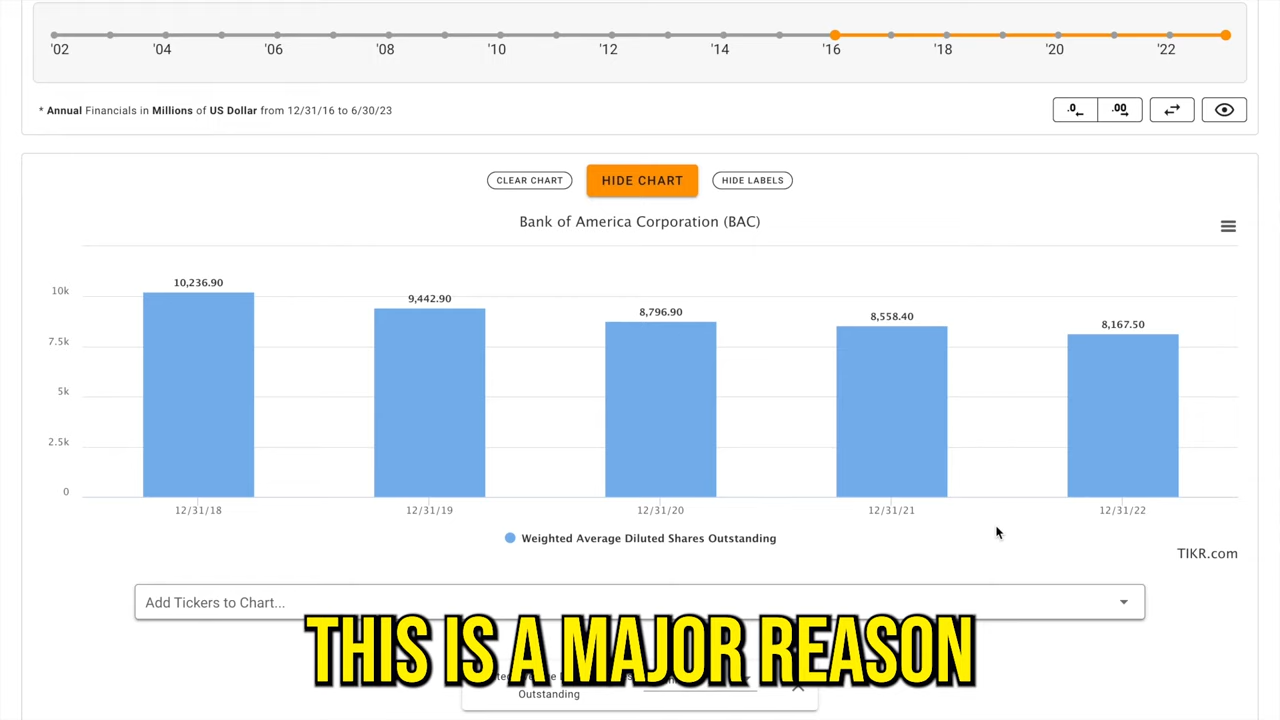 '02 '04 '06 '08 '10 '12 '14 '16 '18 '20 '22
* Annual Financials in Millions of US Dollar from 12/31/16 to 6/30/23
.0 .00
CLEAR CHART HIDE CHART HIDE LABELS
Bank of America Corporation (BAC)
10,236.90 9,442.90 8,796.90 8,558.40 8,167.50
10k
7.5k
5k
2.5k
0
12/31/18 12/31/19 12/31/20 12/31/21 12/31/22
Weighted Average Diluted Shares Outstanding
TIKR.com
Add Tickers to Chart...
THIS IS A MAJOR REASON
Outstanding